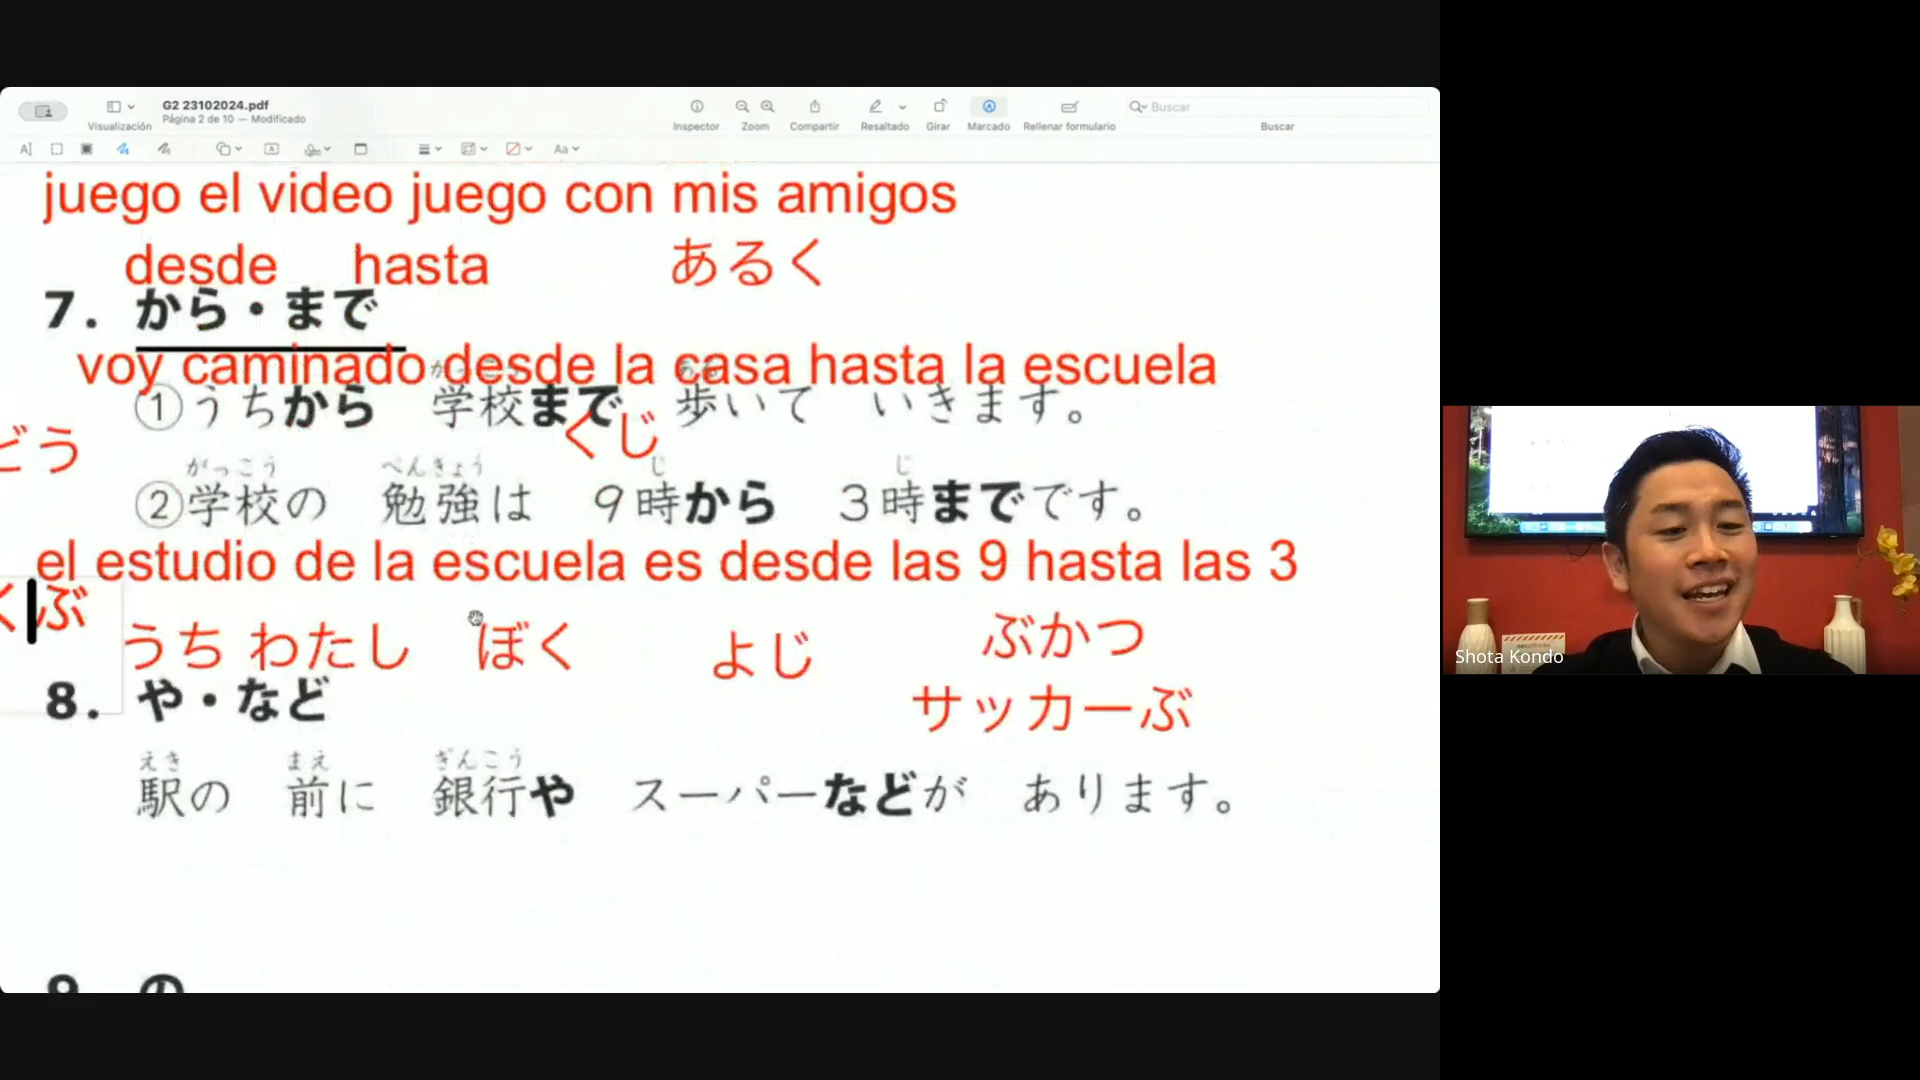 G2 23102024.pdf
Página 2 de 10 — Modificado
Visualización
Inspector
Zoom
Compartir
Resaltado
Girar
Marcado
Rellenar formulario
Buscar
Buscar
juego el video juego con mis amigos
desde hasta あるく
7. から・まで
voy caminado desde la casa hasta la escuela
①うちから 学校まで 歩いて いきます。
どう
くじ
がっこう べんきょう じ じ
②学校の 勉強は 9時から 3時までです。
el estudio de la escuela es desde las 9 hasta las 3
くぶ
うち わたし ぼく よじ ぶかつ
サッカーぶ
8. や・など
えき まえ ぎんこう
駅の 前に 銀行や スーパーなどが あります。
9. の
Shota Kondo